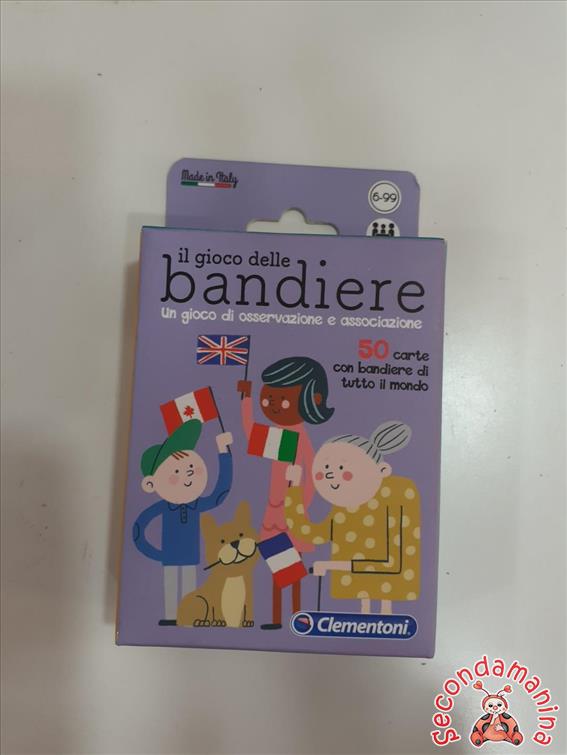 Made in Italy
6-99
il gioco delle
bandiere
Un gioco di osservazione e associazione
50 carte
con bandiere di
tutto il mondo
Clementoni®
Secondamanina